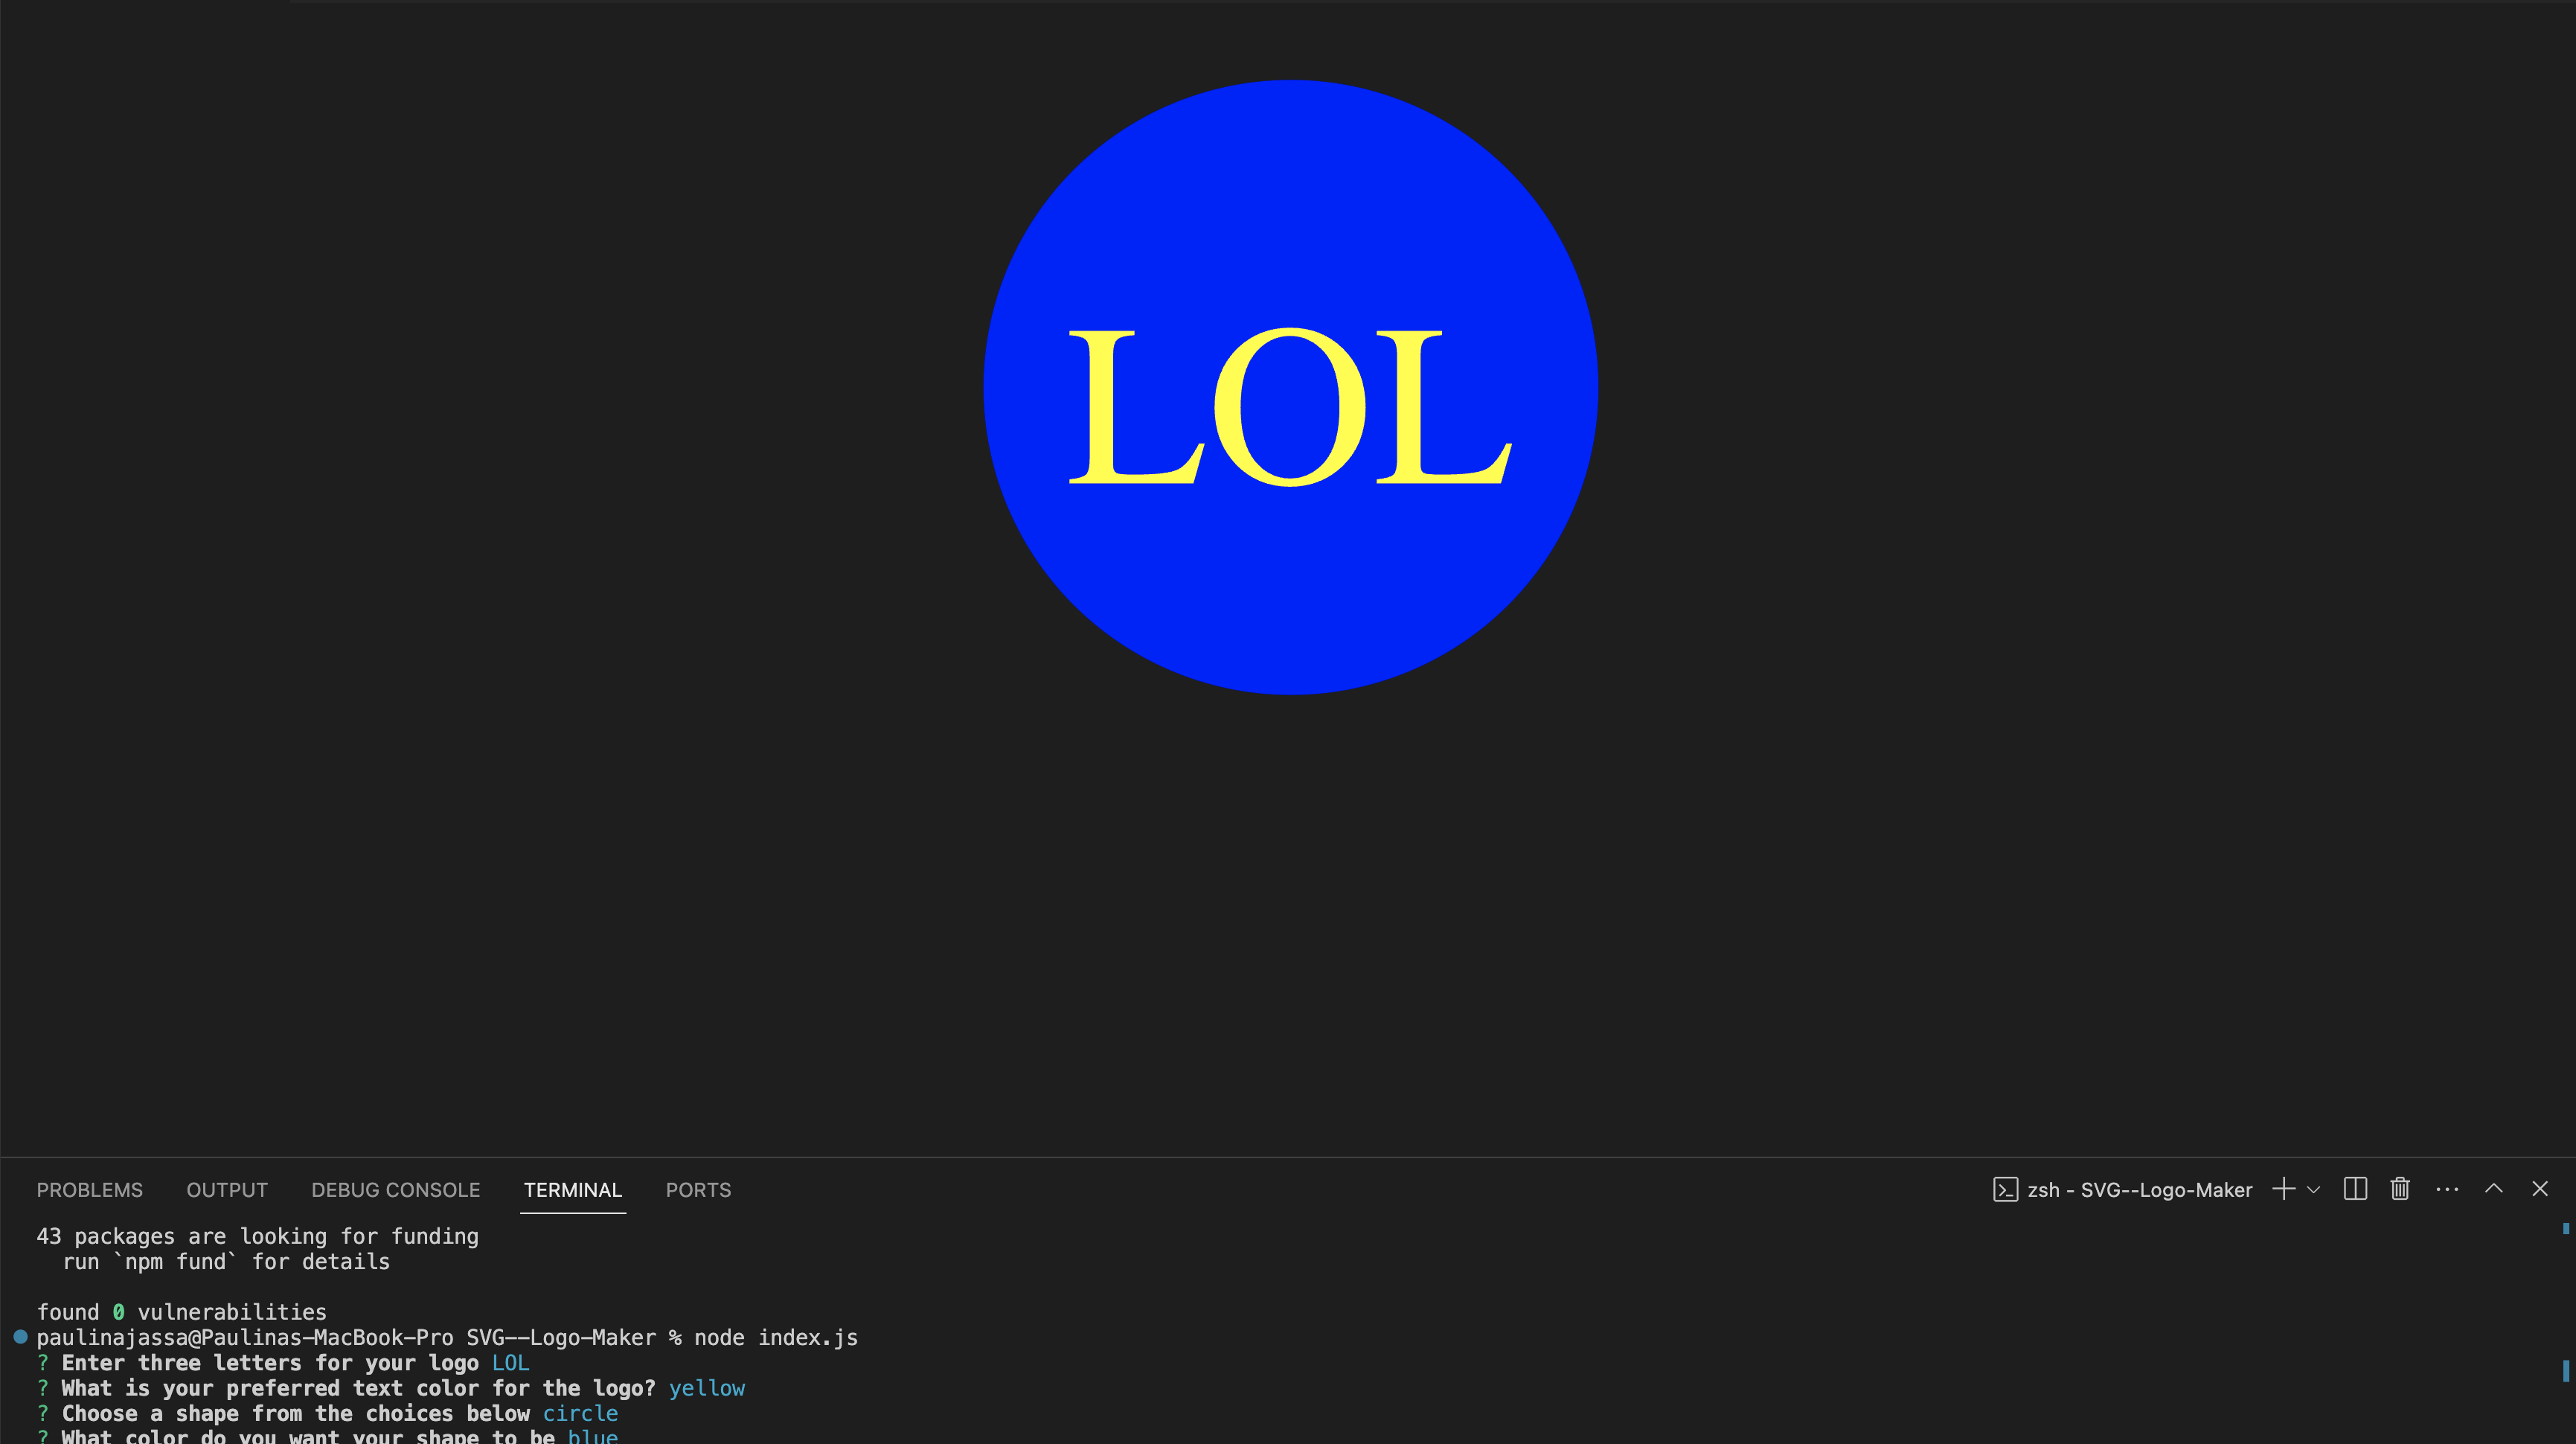 LOL
PROBLEMS OUTPUT DEBUG CONSOLE TERMINAL PORTS zsh - SVG--Logo-Maker
43 packages are looking for funding
run `npm fund` for details
found 0 vulnerabilities
paulinajassa@Paulinas-MacBook-Pro SVG--Logo-Maker % node index.js
? Enter three letters for your logo LOL
? What is your preferred text color for the logo? yellow
? Choose a shape from the choices below circle
? What color do you want your shape to be blue